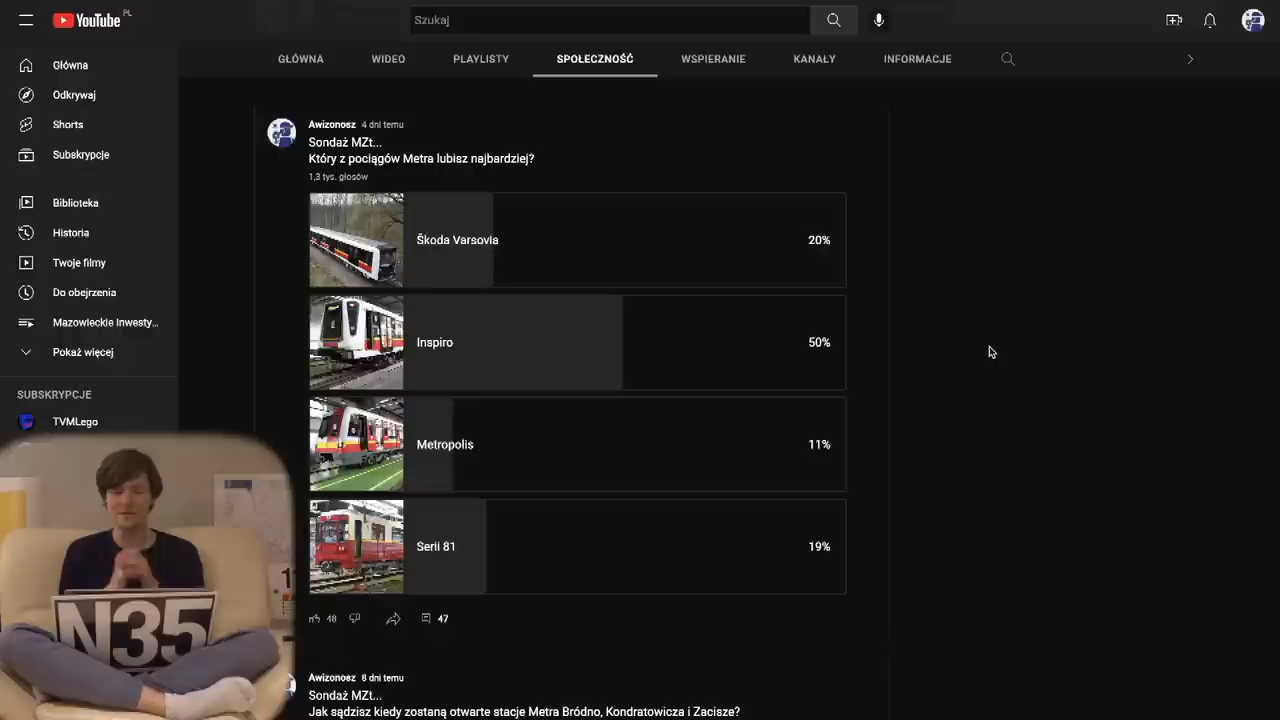 YouTube PL
Szukaj
GŁÓWNA WIDEO PLAYLISTY SPOŁECZNOŚĆ WSPIERANIE KANAŁY INFORMACJE
Główna
Odkrywaj
Shorts
Subskrypcje
Biblioteka
Historia
Twoje filmy
Do obejrzenia
Mazowieckie Inwesty...
Pokaż więcej
SUBSKRYPCJE
TVMLego
Awizonosz 4 dni temu
Sondaż MZt...
Który z pociągów Metra lubisz najbardziej?
1,3 tys. głosów
Škoda Varsovia 20%
Inspiro 50%
Metropolis 11%
Serii 81 19%
48 47
N35
Awizonosz 8 dni temu
Sondaż MZt...
Jak sądzisz kiedy zostaną otwarte stacje Metra Bródno, Kondratowicza i Zacisze?